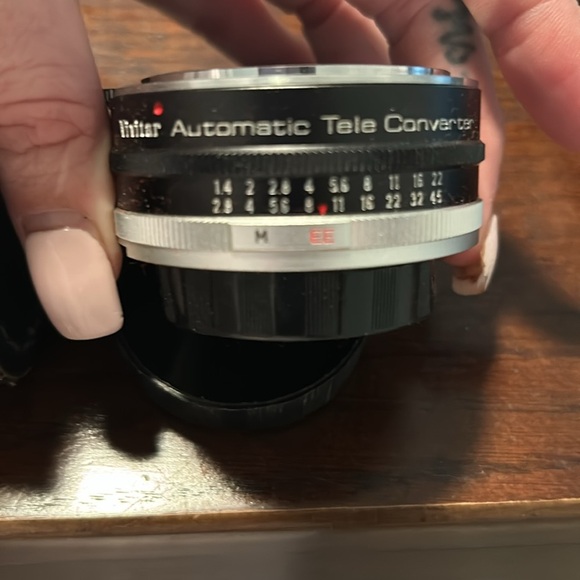 Vivitar Automatic Tele Converter
1.4 2 2.8 4 5.6 8 11 16 22
2.8 4 5.6 8 11 16 22 32 45
M EE